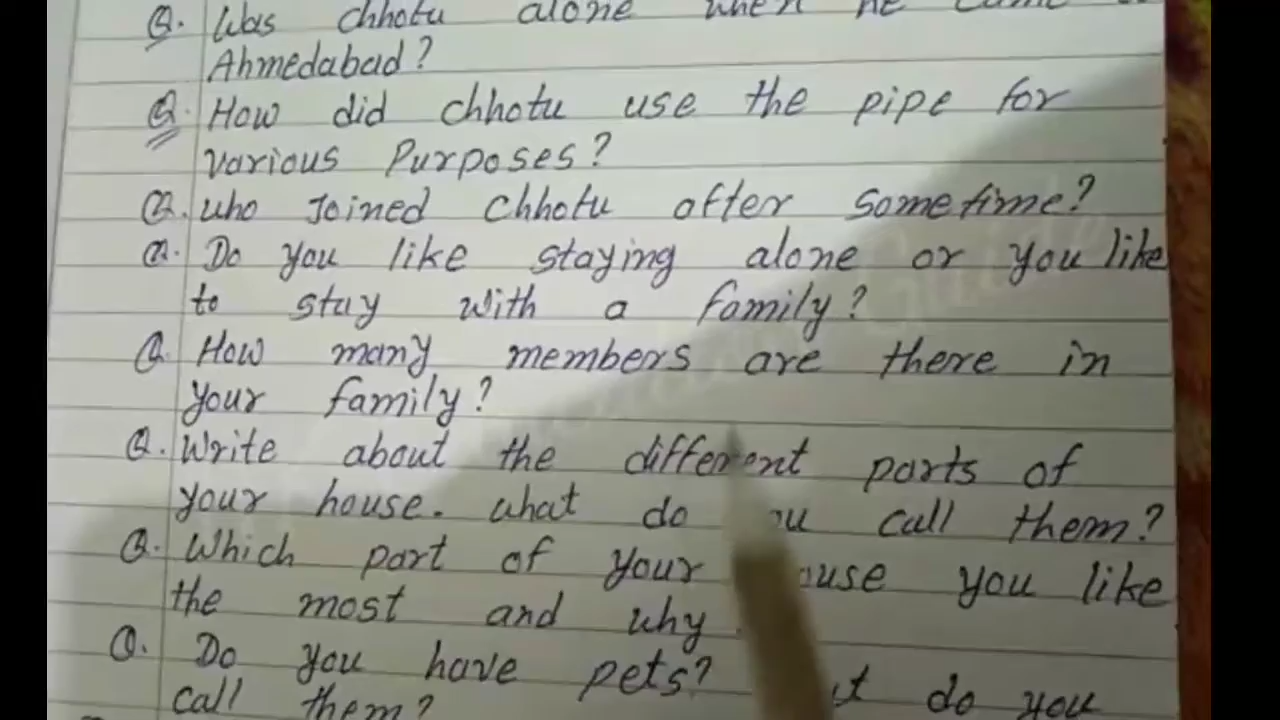 Q. Was Chhotu alone when he came
Ahmedabad?
Q. How did Chhotu use the pipe for
various Purposes?
Q. Who Joined Chhotu after sometime?
Q. Do you like staying alone or you like
to stay with a family?
Q. How many members are there in
your family?
Q. Write about the different parts of
your house. What do call them?
Q. Which part of your you like
the most and why
Q. Do you have pets? do you
call them?